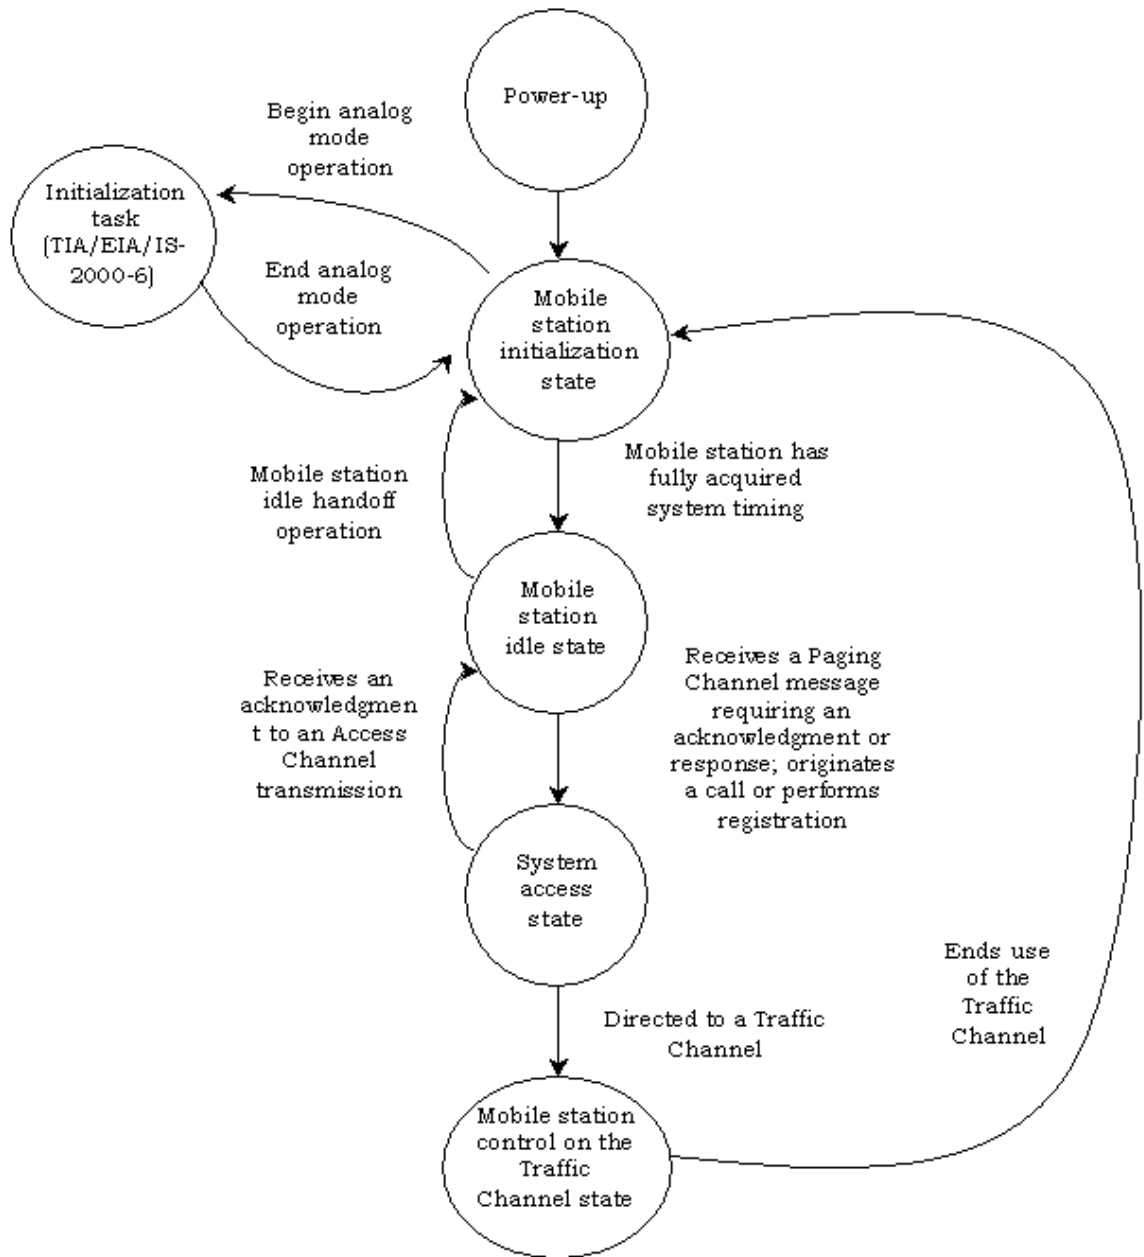 Power-up
Begin analog
mode
operation
Initialization
task
(TIA/EIA/IS-
2000-6)
End analog
mode
operation
Mobile
station
initialization
state
Mobile station
idle handoff
operation
Mobile station has
fully acquired
system timing
Mobile
station
idle state
Receives an
acknowledgmen
t to an Access
Channel
transmission
Receives a Paging
Channel message
requiring an
acknowledgment or
response; originates
a call or performs
registration
System
access
state
Ends use
of the
Traffic
Channel
Directed to a Traffic
Channel
Mobile station
control on the
Traffic
Channel state